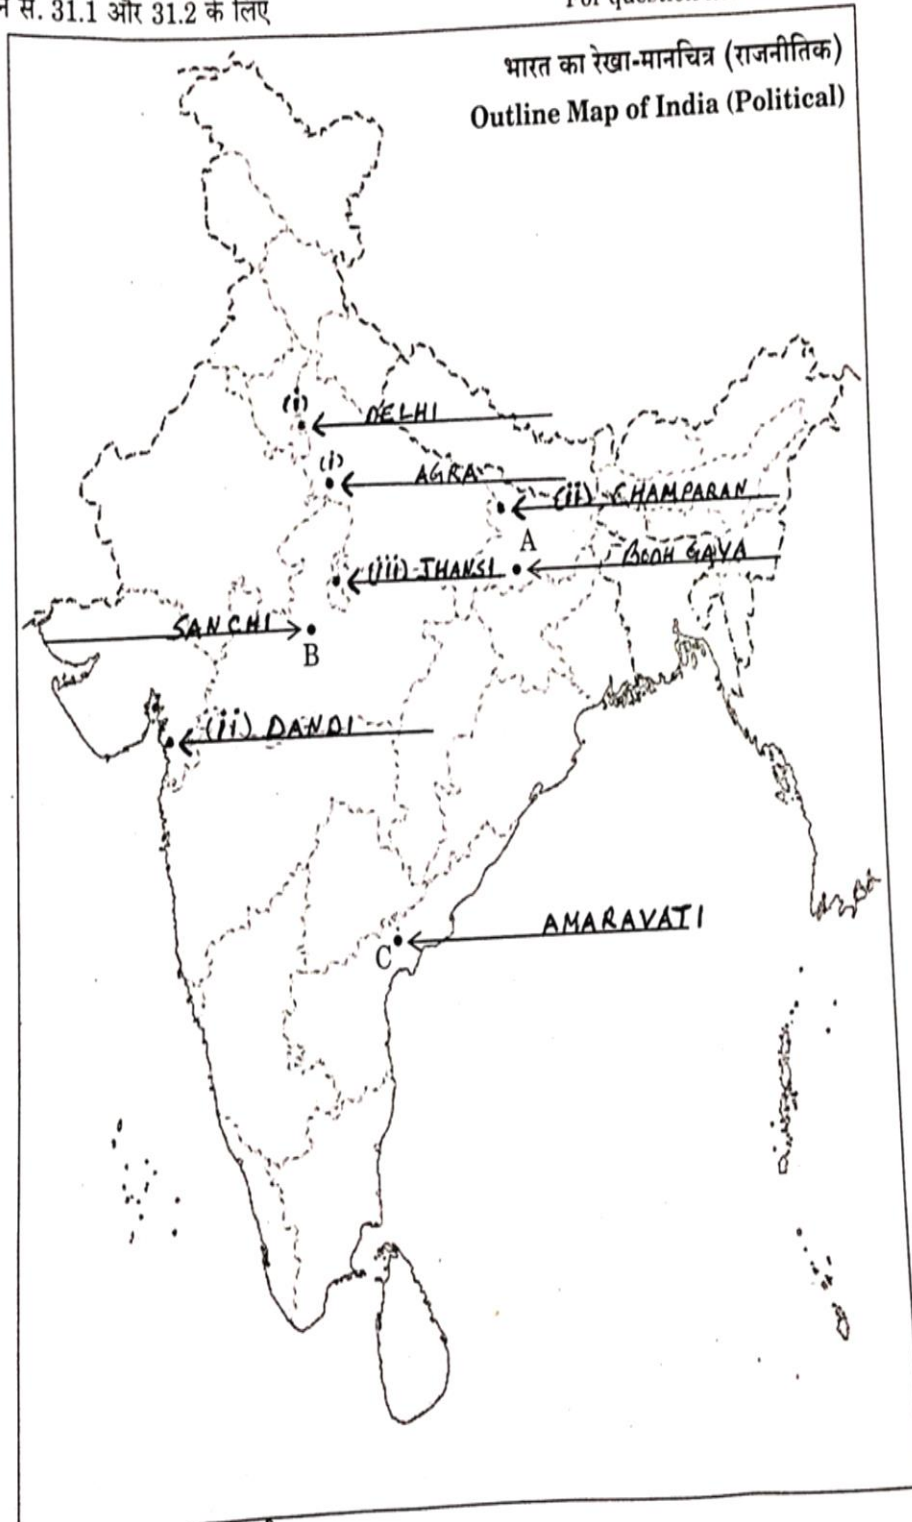 स. 31.1 और 31.2 के लिए
भारत का रेखा-मानचित्र (राजनीतिक)
Outline Map of India (Political)
(i)
DELHI
(i)
AGRA
(ii) CHAMPARAN
A
BODH GAYA
(iii) JHANSI
SANCHI
B
(ii) DANDI
AMARAVATI
C